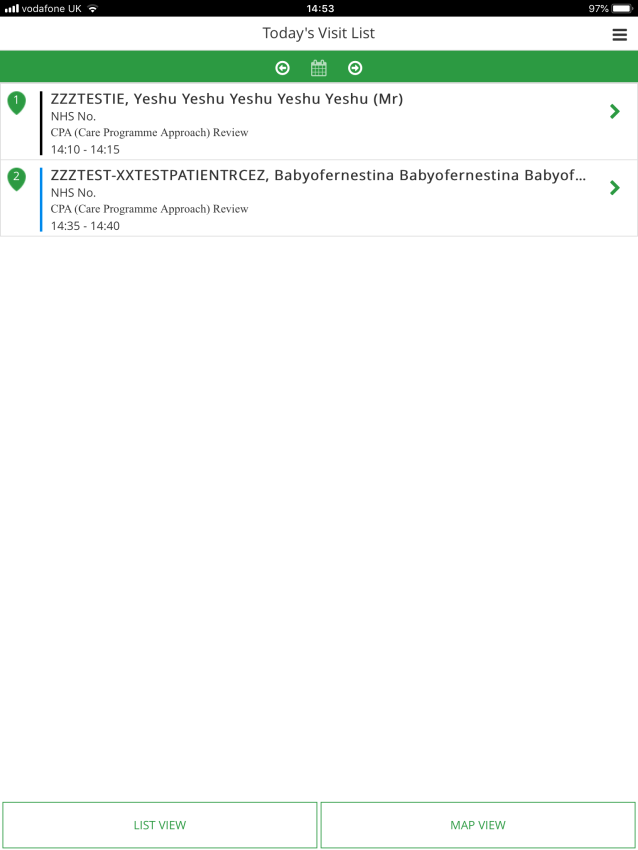 vodafone UK 14:53 97%
Today's Visit List
1
ZZZTESTIE, Yeshu Yeshu Yeshu Yeshu Yeshu (Mr)
NHS No.
CPA (Care Programme Approach) Review
14:10 - 14:15
2
ZZZTEST-XXTESTPATIENTRCEZ, Babyofernestina Babyofernestina Babyof...
NHS No.
CPA (Care Programme Approach) Review
14:35 - 14:40
LIST VIEW MAP VIEW